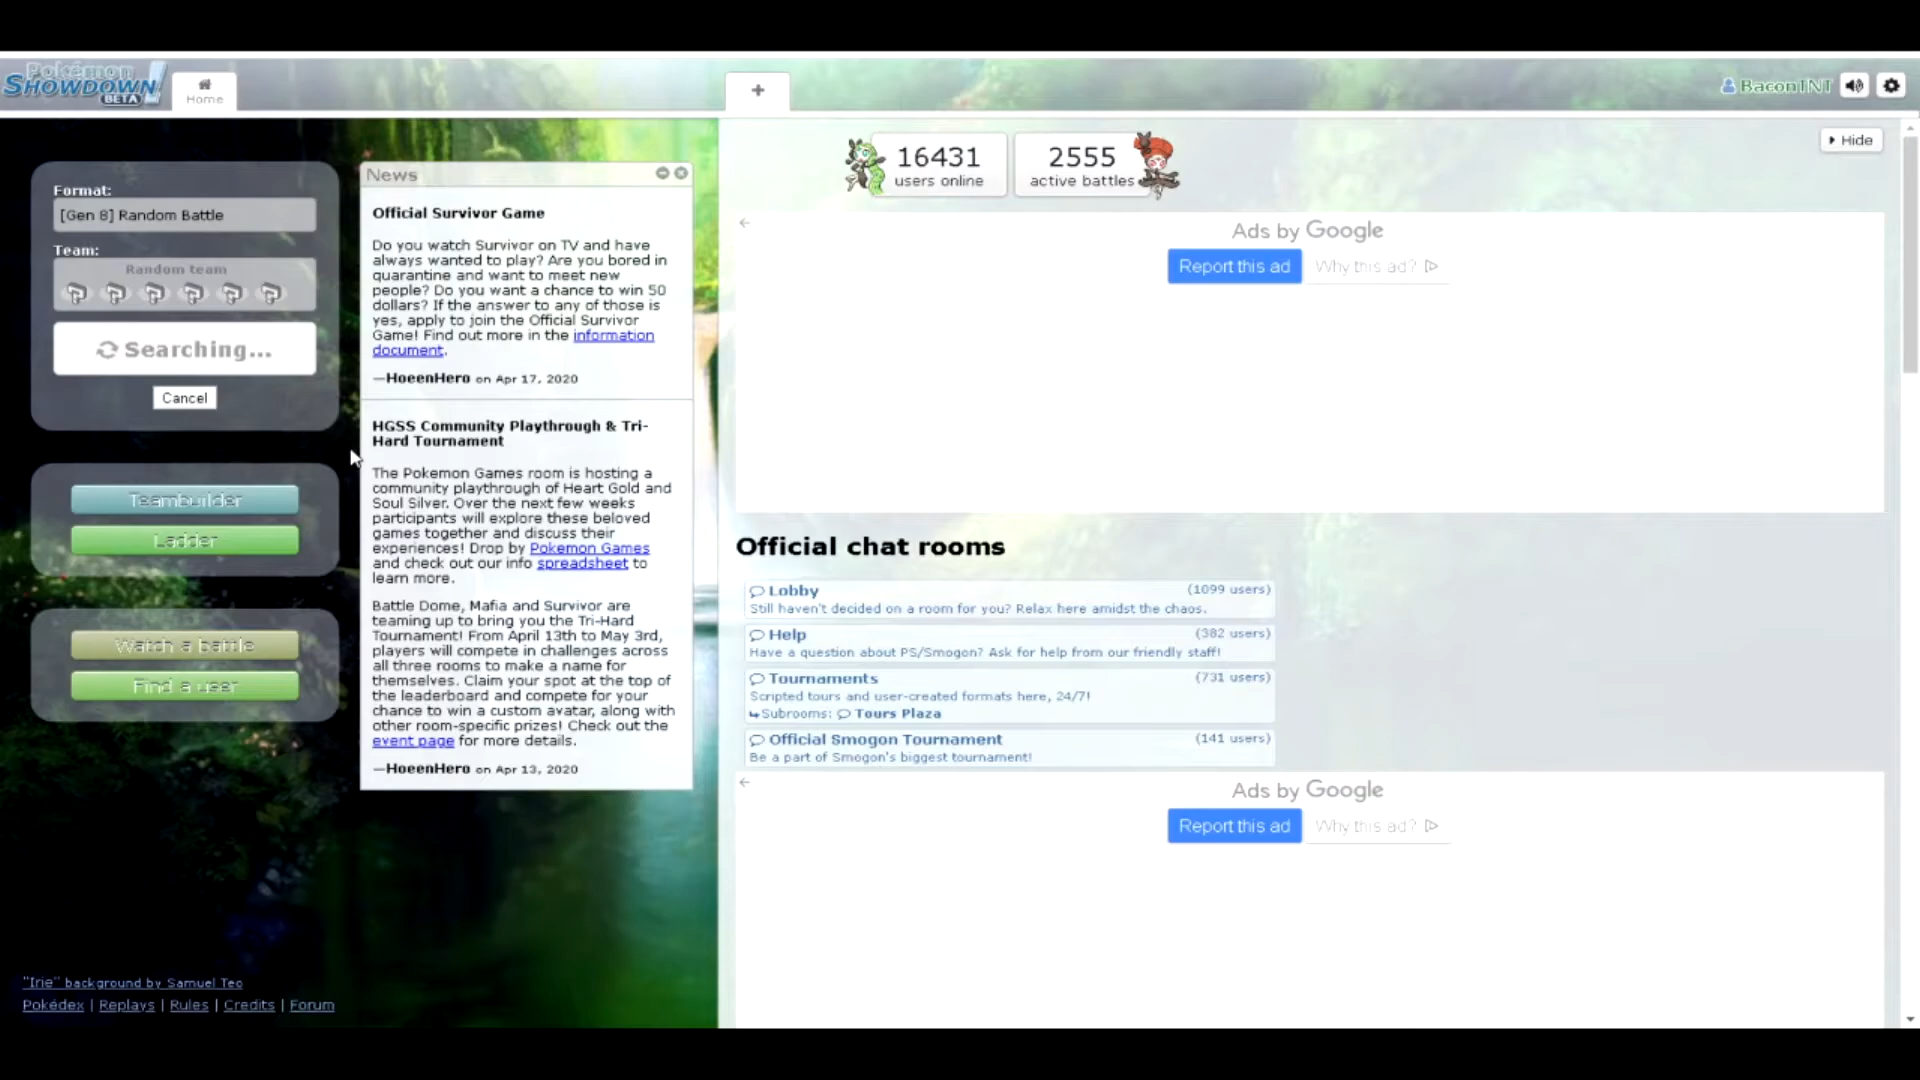 Pokémon
SHOWDOWN!
BETA
Home
+
BaconTNT
Format:
[Gen 8] Random Battle
Team:
Random team
Searching...
Cancel
Teambuilder
Ladder
Watch a battle
Find a user
"Irie" background by Samuel Teo
Pokédex | Replays | Rules | Credits | Forum
News
Official Survivor Game
Do you watch Survivor on TV and have
always wanted to play? Are you bored in
quarantine and want to meet new
people? Do you want a chance to win 50
dollars? If the answer to any of those is
yes, apply to join the Official Survivor
Game! Find out more in the information
document.
—HoeenHero on Apr 17, 2020
HGSS Community Playthrough & Tri-
Hard Tournament
The Pokemon Games room is hosting a
community playthrough of Heart Gold and
Soul Silver. Over the next few weeks
participants will explore these beloved
games together and discuss their
experiences! Drop by Pokemon Games
and check out our info spreadsheet to
learn more.
Battle Dome, Mafia and Survivor are
teaming up to bring you the Tri-Hard
Tournament! From April 13th to May 3rd,
players will compete in challenges across
all three rooms to make a name for
themselves. Claim your spot at the top of
the leaderboard and compete for your
chance to win a custom avatar, along with
other room-specific prizes! Check out the
event page for more details.
—HoeenHero on Apr 13, 2020
Hide
16431
users online
2555
active battles
Ads by Google
Report this ad
Why this ad?
Official chat rooms
Lobby (1099 users)
Still haven't decided on a room for you? Relax here amidst the chaos.
Help (382 users)
Have a question about PS/Smogon? Ask for help from our friendly staff!
Tournaments (731 users)
Scripted tours and user-created formats here, 24/7!
Subrooms: Tours Plaza
Official Smogon Tournament (141 users)
Be a part of Smogon's biggest tournament!
Ads by Google
Report this ad
Why this ad?